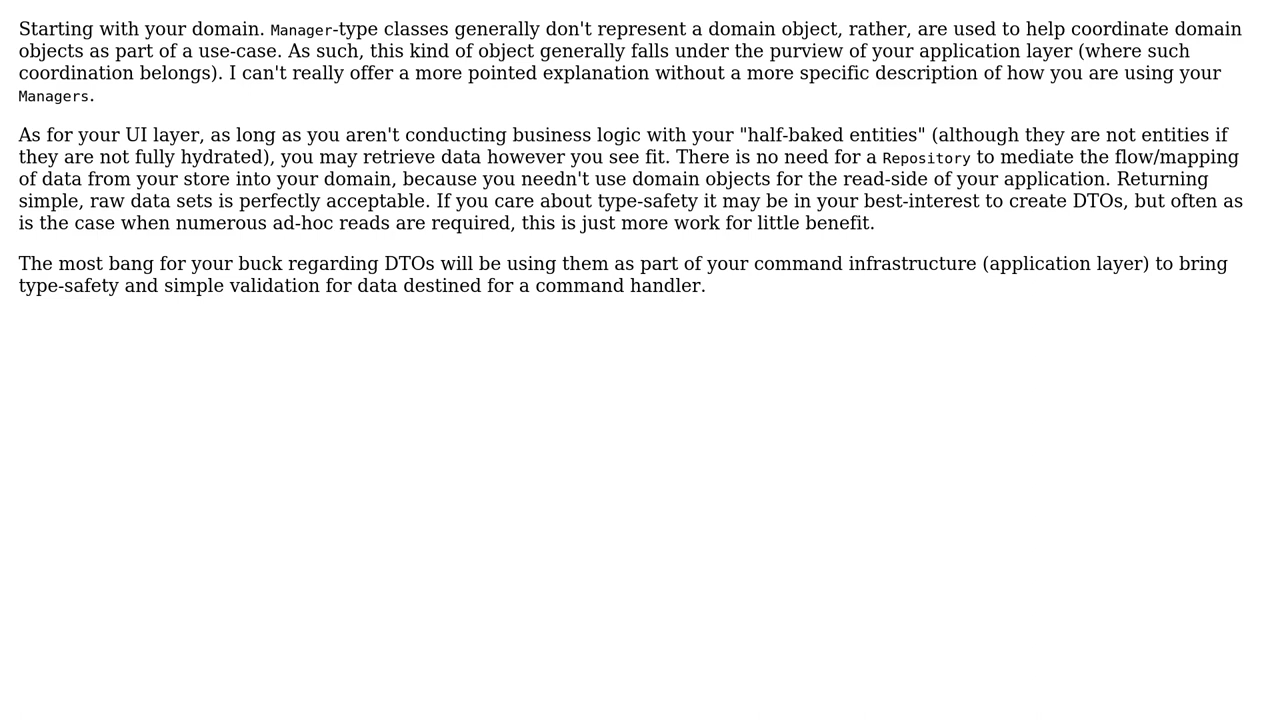 Starting with your domain. Manager-type classes generally don't represent a domain object, rather, are used to help coordinate domain
objects as part of a use-case. As such, this kind of object generally falls under the purview of your application layer (where such
coordination belongs). I can't really offer a more pointed explanation without a more specific description of how you are using your
Managers.
As for your UI layer, as long as you aren't conducting business logic with your "half-baked entities" (although they are not entities if
they are not fully hydrated), you may retrieve data however you see fit. There is no need for a Repository to mediate the flow/mapping
of data from your store into your domain, because you needn't use domain objects for the read-side of your application. Returning
simple, raw data sets is perfectly acceptable. If you care about type-safety it may be in your best-interest to create DTOs, but often as
is the case when numerous ad-hoc reads are required, this is just more work for little benefit.
The most bang for your buck regarding DTOs will be using them as part of your command infrastructure (application layer) to bring
type-safety and simple validation for data destined for a command handler.